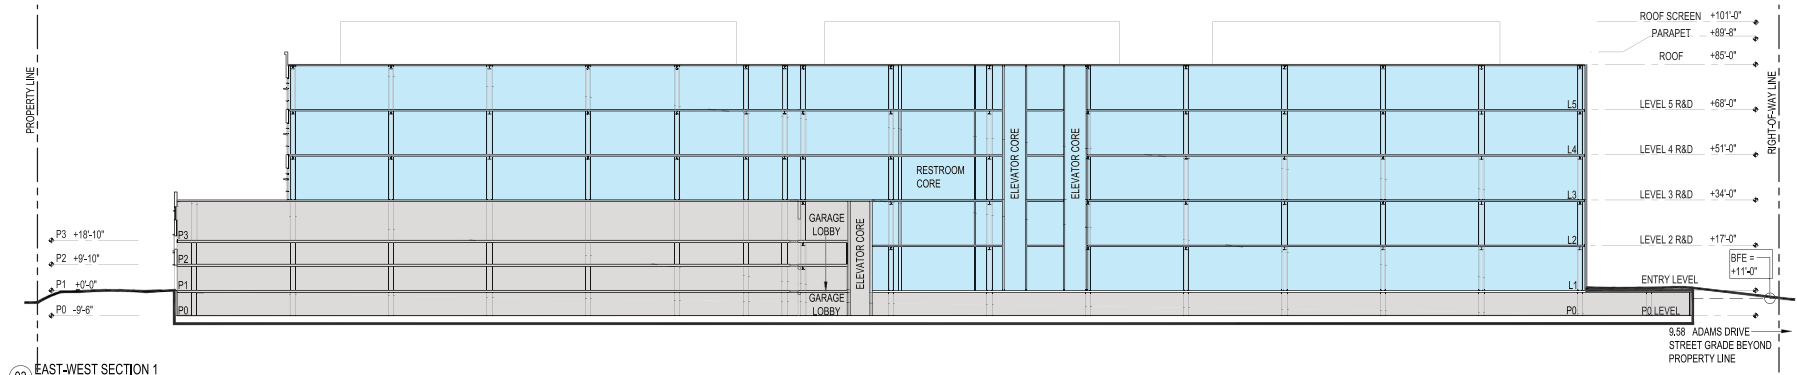 ROOF SCREEN +101'-0"
PARAPET +89'-8"
ROOF +85'-0"
PROPERTY LINE
RIGHT-OF-WAY LINE
L5
LEVEL 5 R&D +68'-0"
L4
LEVEL 4 R&D +51'-0"
ELEVATOR CORE
ELEVATOR CORE
RESTROOM
CORE
L3
LEVEL 3 R&D +34'-0"
GARAGE
LOBBY
ELEVATOR CORE
P3 +18'-10"
P3
L2
LEVEL 2 R&D +17'-0"
P2 +9'-10"
P2
BFE =
+11'-0"
P1 +0'-0"
P1
L1
ENTRY LEVEL
GARAGE
LOBBY
P0 -9'-6"
P0
P0
P0 LEVEL
9.58 ADAMS DRIVE
STREET GRADE BEYOND
PROPERTY LINE
EAST-WEST SECTION 1